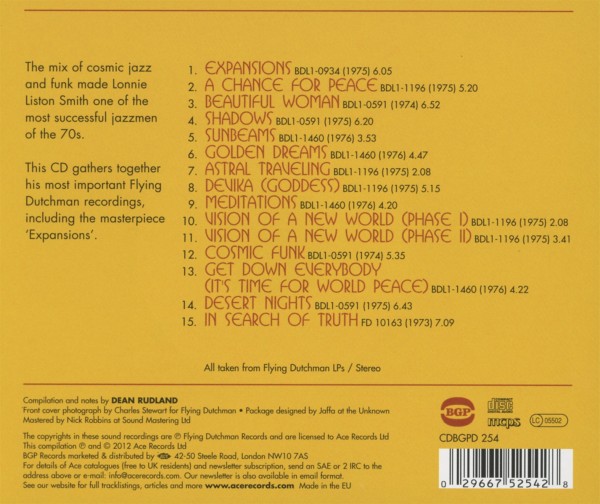 The mix of cosmic jazz
and funk made Lonnie
Liston Smith one of the
most successful jazzmen
of the 70s.
This CD gathers together
his most important Flying
Dutchman recordings,
including the masterpiece
‘Expansions’.
1. EXPANSIONS BDL1-0934 (1975) 6.05
2. A CHANCE FOR PEACE BDL1-1196 (1975) 5.20
3. BEAUTIFUL WOMAN BDL1-0591 (1974) 6.52
4. SHADOWS BDL1-0591 (1975) 6.20
5. SUNBEAMS BDL1-1460 (1976) 3.53
6. GOLDEN DREAMS BDL1-1460 (1976) 4.47
7. ASTRAL TRAVELING BDL1-1196 (1975) 2.08
8. DEVIKA (GODDESS) BDL1-1196 (1975) 5.15
9. MEDITATIONS BDL1-1460 (1976) 4.20
10. VISION OF A NEW WORLD (PHASE I) BDL1-1196 (1975) 2.08
11. VISION OF A NEW WORLD (PHASE II) BDL1-1196 (1975) 3.41
12. COSMIC FUNK BDL1-0591 (1974) 5.35
13. GET DOWN EVERYBODY
(IT'S TIME FOR WORLD PEACE) BDL1-1460 (1976) 4.22
14. DESERT NIGHTS BDL1-0591 (1975) 6.43
15. IN SEARCH OF TRUTH FD 10163 (1973) 7.09
All taken from Flying Dutchman LPs / Stereo
Compilation and notes by DEAN RUDLAND
Front cover photograph by Charles Stewart for Flying Dutchman • Package designed by Jaffa at the Unknown
Mastered by Nick Robbins at Sound Mastering Ltd
The copyrights in these sound recordings are ℗ Flying Dutchman Records and are licensed to Ace Records Ltd
This compilation ℗ and © 2012 Ace Records Ltd
BGP Records marketed & distributed by ACE 42-50 Steele Road, London NW10 7AS
For details of Ace catalogues (free to UK residents) and newsletter subscription, send an SAE or 2 IRC to the
address above or e-mail: info@acerecords.com. Our newsletter is also available in email format.
See our website for full tracklistings, articles and more www.acerecords.com Made in the EU
BGP
COMPACT disc DIGITAL AUDIO
mcps
LC 05502
CDBGPD 254
0 29667 52542 8